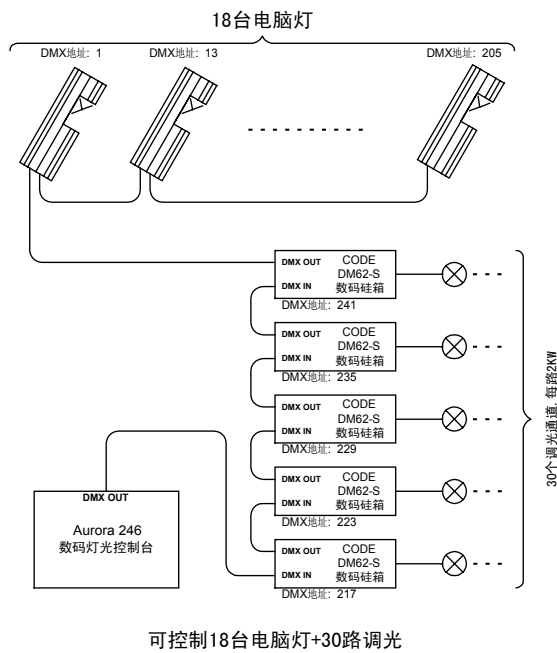 18台电脑灯
DMX地址: 1
DMX地址: 13
DMX地址: 205
DMX OUT
CODE
DM62-S
DMX IN
数码硅箱
DMX地址: 241
DMX OUT
CODE
DM62-S
DMX IN
数码硅箱
DMX地址: 235
DMX OUT
CODE
DM62-S
DMX IN
数码硅箱
DMX地址: 229
DMX OUT
CODE
DM62-S
DMX IN
数码硅箱
DMX地址: 223
DMX OUT
CODE
DM62-S
DMX IN
数码硅箱
DMX地址: 217
30个调光通道,每路2KW
DMX OUT
Aurora 246
数码灯光控制台
可控制18台电脑灯+30路调光